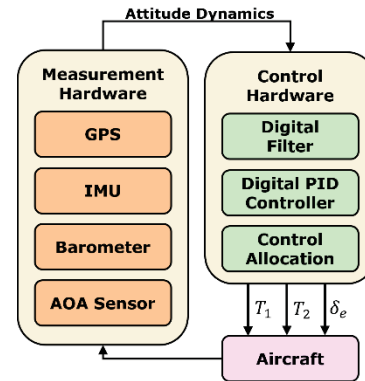 Attitude Dynamics
Measurement
Hardware
GPS
IMU
Barometer
AOA Sensor
Control
Hardware
Digital
Filter
Digital PID
Controller
Control
Allocation
T₁ T₂ δₑ
Aircraft